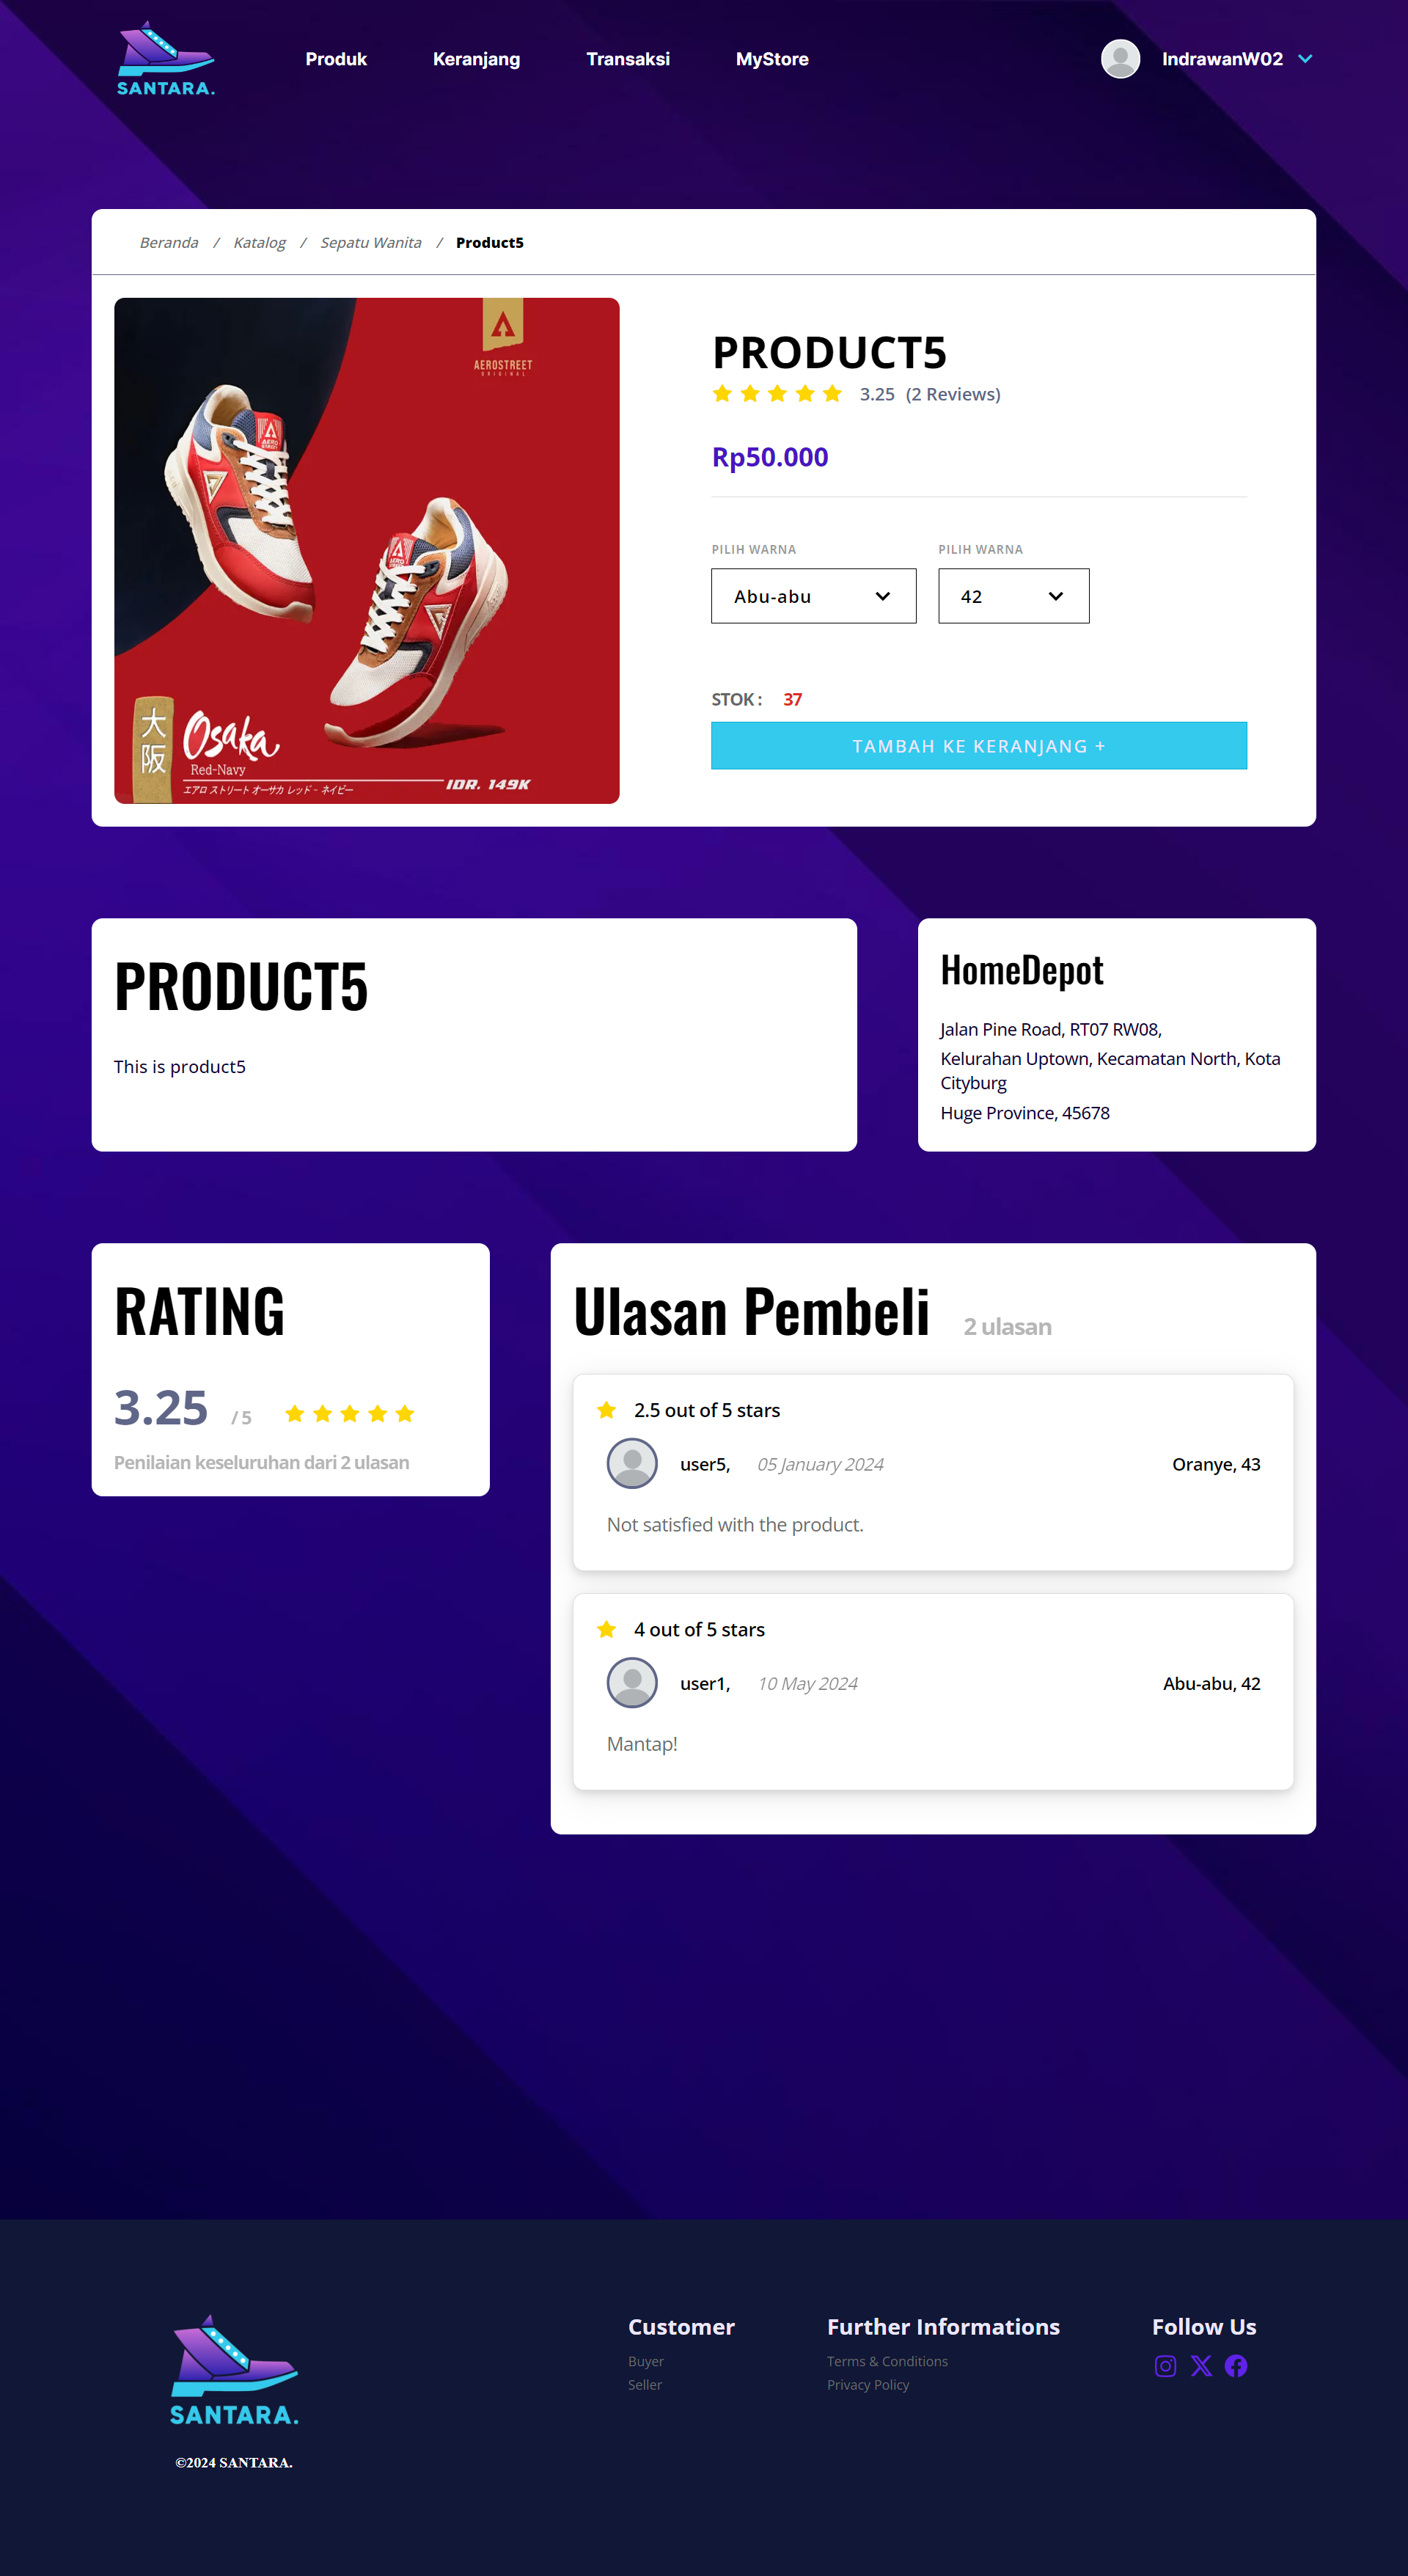 SANTARA.
Produk
Keranjang
Transaksi
MyStore
IndrawanW02
Beranda / Katalog / Sepatu Wanita / Product5
AEROSTREET
ORIGINAL
大阪
Osaka
Red-Navy
IDR. 149K
エアロ ストリート オーサカ レッド - ネイビー
PRODUCT5
3.25 (2 Reviews)
Rp50.000
PILIH WARNA
PILIH WARNA
Abu-abu
42
STOK : 37
TAMBAH KE KERANJANG +
PRODUCT5
This is product5
HomeDepot
Jalan Pine Road, RT07 RW08,
Kelurahan Uptown, Kecamatan North, Kota
Cityburg
Huge Province, 45678
RATING
3.25 / 5
Penilaian keseluruhan dari 2 ulasan
Ulasan Pembeli 2 ulasan
2.5 out of 5 stars
user5, 05 January 2024
Oranye, 43
Not satisfied with the product.
4 out of 5 stars
user1, 10 May 2024
Abu-abu, 42
Mantap!
SANTARA.
©2024 SANTARA.
Customer
Buyer
Seller
Further Informations
Terms & Conditions
Privacy Policy
Follow Us